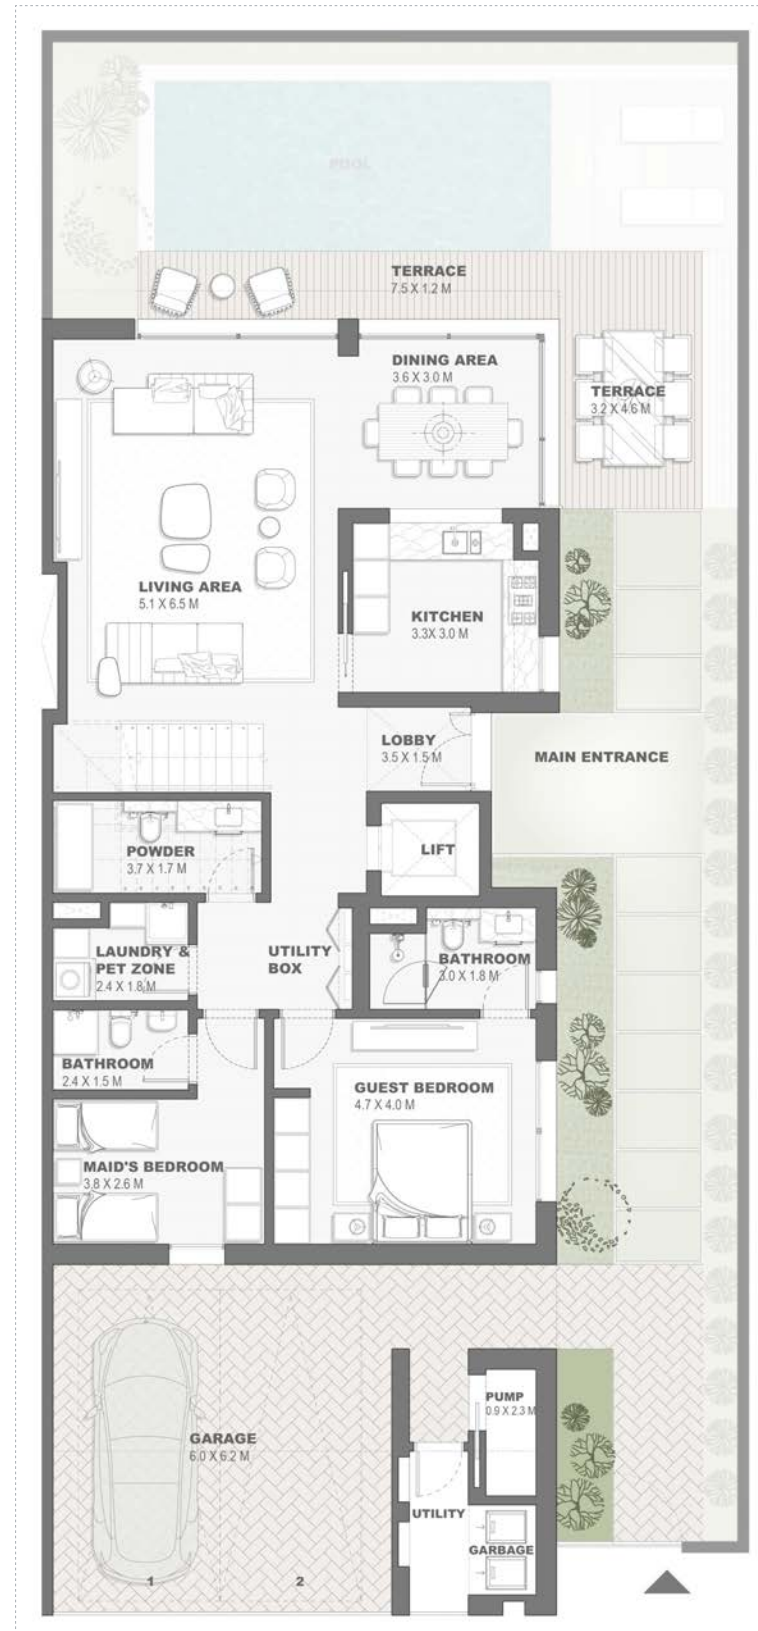 POOL
TERRACE
7.5 X 1.2 M
DINING AREA
3.6 X 3.0 M
TERRACE
3.2 X 4.6 M
LIVING AREA
5.1 X 6.5 M
KITCHEN
3.3X 3.0 M
LOBBY
3.5 X 1.5 M
MAIN ENTRANCE
POWDER
3.7 X 1.7 M
LIFT
LAUNDRY &
PET ZONE
2.4 X 1.8 M
UTILITY
BOX
BATHROOM
3.0 X 1.8 M
BATHROOM
2.4 X 1.5 M
GUEST BEDROOM
4.7 X 4.0 M
MAID'S BEDROOM
3.8 X 2.6 M
PUMP
0.9 X 2.3 M
GARAGE
6.0 X 6.2 M
UTILITY
GARBAGE
1
2